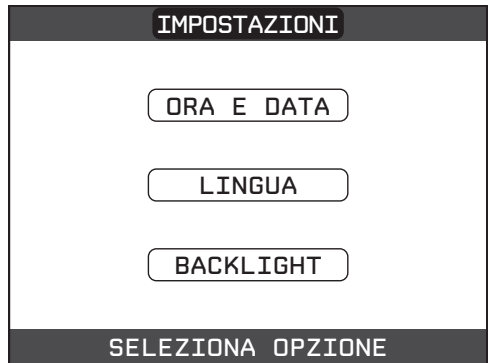 IMPOSTAZIONI
ORA E DATA
LINGUA
BACKLIGHT
SELEZIONA OPZIONE